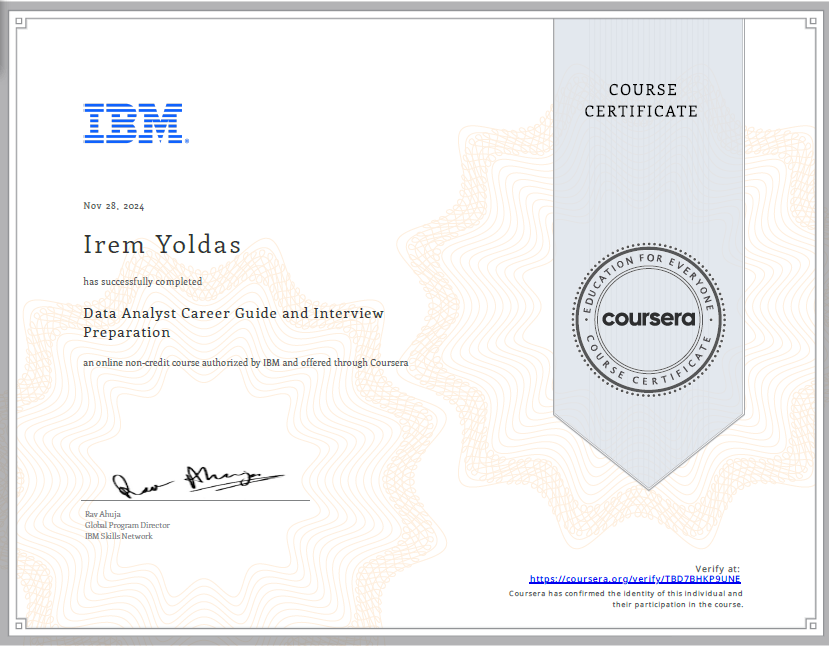 COURSE
CERTIFICATE
IBM®
Nov 28, 2024
Irem Yoldas
has successfully completed
Data Analyst Career Guide and Interview
Preparation
an online non-credit course authorized by IBM and offered through Coursera
EDUCATION FOR EVERYONE
coursera
COURSE CERTIFICATE
Rav Ahuja
Rav Ahuja
Global Program Director
IBM Skills Network
Verify at:
https://coursera.org/verify/TBD7BHKP9UNE
Coursera has confirmed the identity of this individual and
their participation in the course.